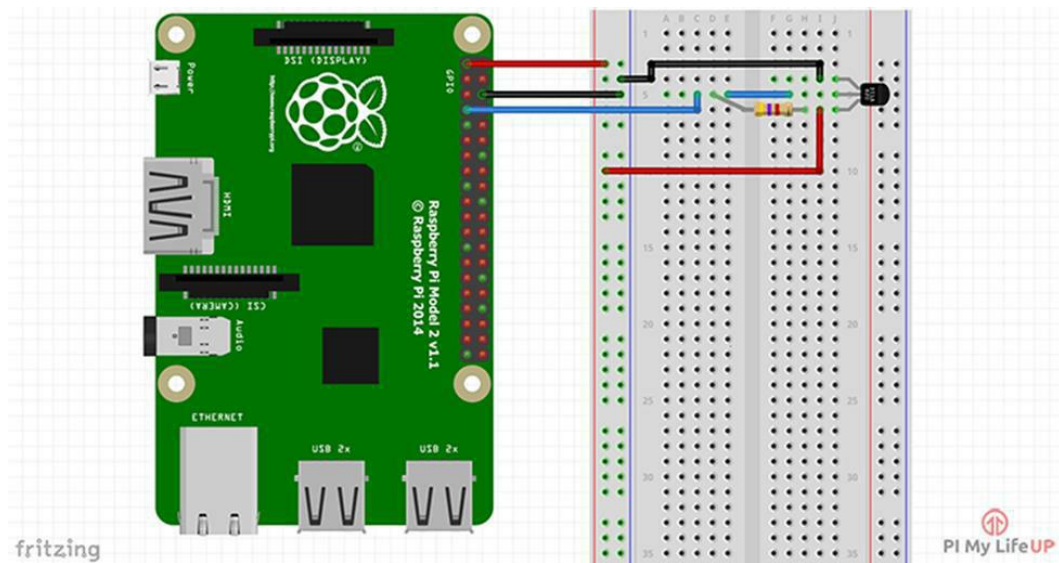 DSI (DISPLAY)
Power
GPIO
HDMI
Raspberry Pi Model 2 v1.1
© Raspberry Pi 2014
CSI (CAMERA)
Audio
ETHERNET
USB 2x
USB 2x
A B C D E
F G H I J
1
1
5
5
10
15
15
20
20
25
25
30
30
35
35
fritzing
PI My LifeUP